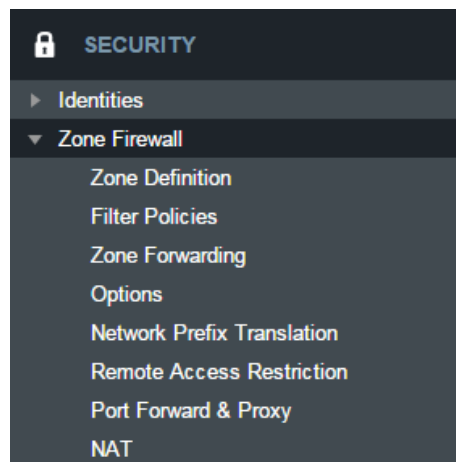 SECURITY
Identities
Zone Firewall
Zone Definition
Filter Policies
Zone Forwarding
Options
Network Prefix Translation
Remote Access Restriction
Port Forward & Proxy
NAT